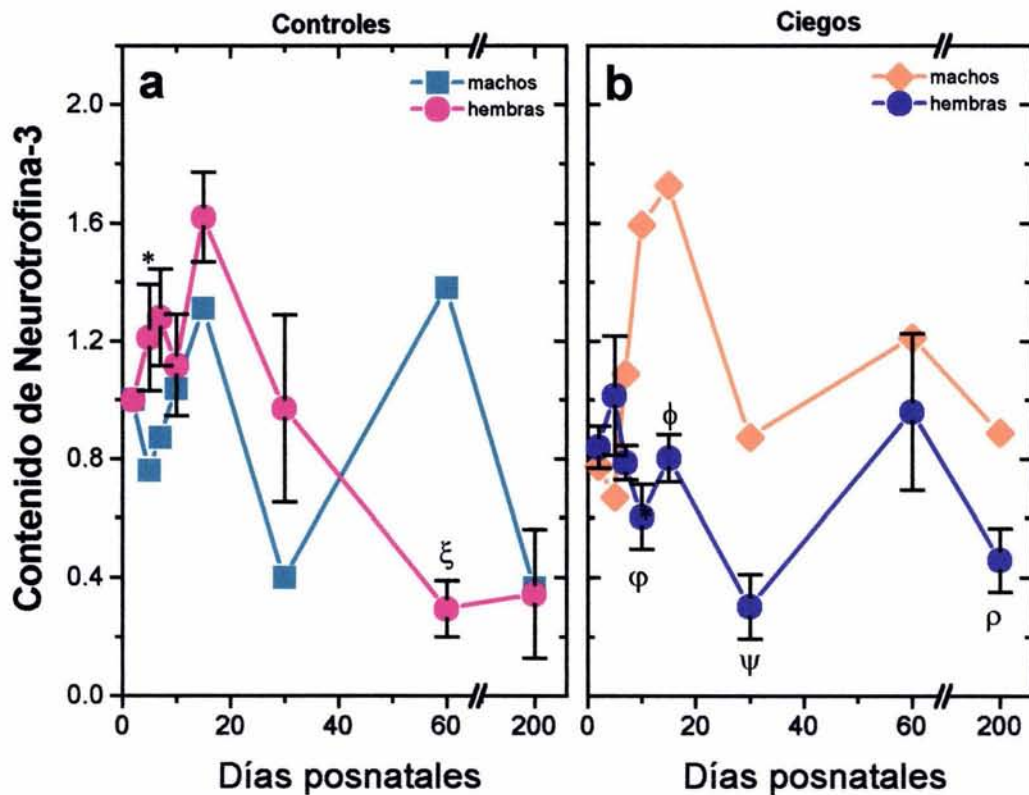 Controles
Ciegos
a
machos
hembras
b
machos
hembras
Contenido de Neurotrofina-3
2.0
1.6
1.2
0.8
0.4
0.0
*
ξ
φ
ϕ
ψ
ρ
0 20 40 60 200
0 20 40 60 200
Días posnatales
Días posnatales